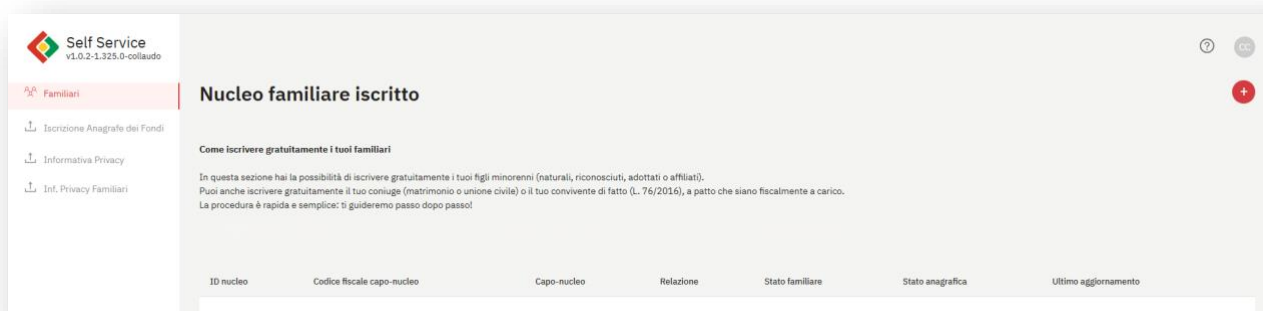 Self Service
v1.0.2-1.325.0-collaudo
CC
Familiari
Iscrizione Anagrafe dei Fondi
Informativa Privacy
Inf. Privacy Familiari
Nucleo familiare iscritto
Come iscrivere gratuitamente i tuoi familiari
In questa sezione hai la possibilità di iscrivere gratuitamente i tuoi figli minorenni (naturali, riconosciuti, adottati o affiliati).
Puoi anche iscrivere gratuitamente il tuo coniuge (matrimonio o unione civile) o il tuo convivente di fatto (L. 76/2016), a patto che siano fiscalmente a carico.
La procedura è rapida e semplice: ti guideremo passo dopo passo!
ID nucleo Codice fiscale capo-nucleo Capo-nucleo Relazione Stato familiare Stato anagrafica Ultimo aggiornamento